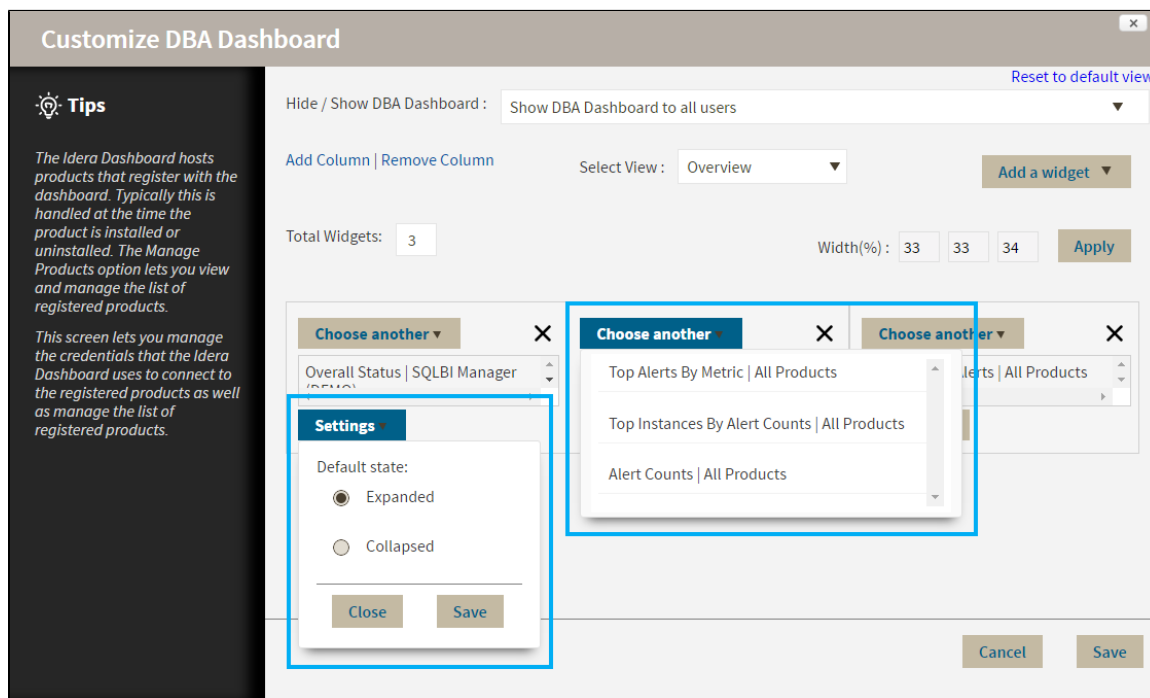 Customize DBA Dashboard
Reset to default view
Tips
The Idera Dashboard hosts
products that register with the
dashboard. Typically this is
handled at the time the
product is installed or
uninstalled. The Manage
Products option lets you view
and manage the list of
registered products.
This screen lets you manage
the credentials that the Idera
Dashboard uses to connect to
the registered products as well
as manage the list of
registered products.
Hide / Show DBA Dashboard : Show DBA Dashboard to all users
Add Column | Remove Column Select View : Overview Add a widget
Total Widgets: 3 Width(%) : 33 33 34 Apply
Choose another Choose another Choose another
Overall Status | SQLBI Manager
(DEMO)
Settings
Default state:
Expanded
Collapsed
Close Save
Top Alerts By Metric | All Products
Top Instances By Alert Counts | All Products
Alert Counts | All Products
lerts | All Products
Cancel Save